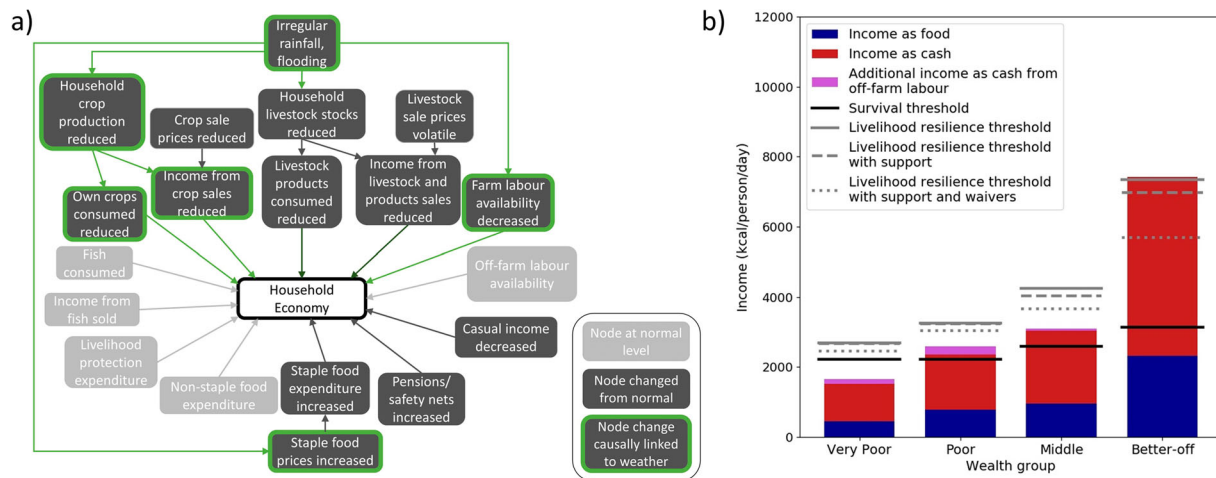 a)
Irregular
rainfall,
flooding
Household
crop
production
reduced
Crop sale
prices reduced
Household
livestock stocks
reduced
Livestock
sale prices
volatile
Own crops
consumed
reduced
Income from
crop sales
reduced
Livestock
products
consumed
reduced
Income from
livestock and
products sales
reduced
Farm labour
availability
decreased
Fish
consumed
Off-farm labour
availability
Household
Economy
Income from
fish sold
Livelihood
protection
expenditure
Non-staple food
expenditure
Staple food
expenditure
increased
Pensions/
safety nets
increased
Casual income
decreased
Staple food
prices increased
Node at normal
level
Node changed
from normal
Node change
causally linked
to weather
b)
Income as food
Income as cash
Additional income as cash from
off-farm labour
Survival threshold
Livelihood resilience threshold
Livelihood resilience threshold
with support
Livelihood resilience threshold
with support and waivers
Income (kcal/person/day)
12000
10000
8000
6000
4000
2000
0
Very Poor
Poor
Middle
Better-off
Wealth group